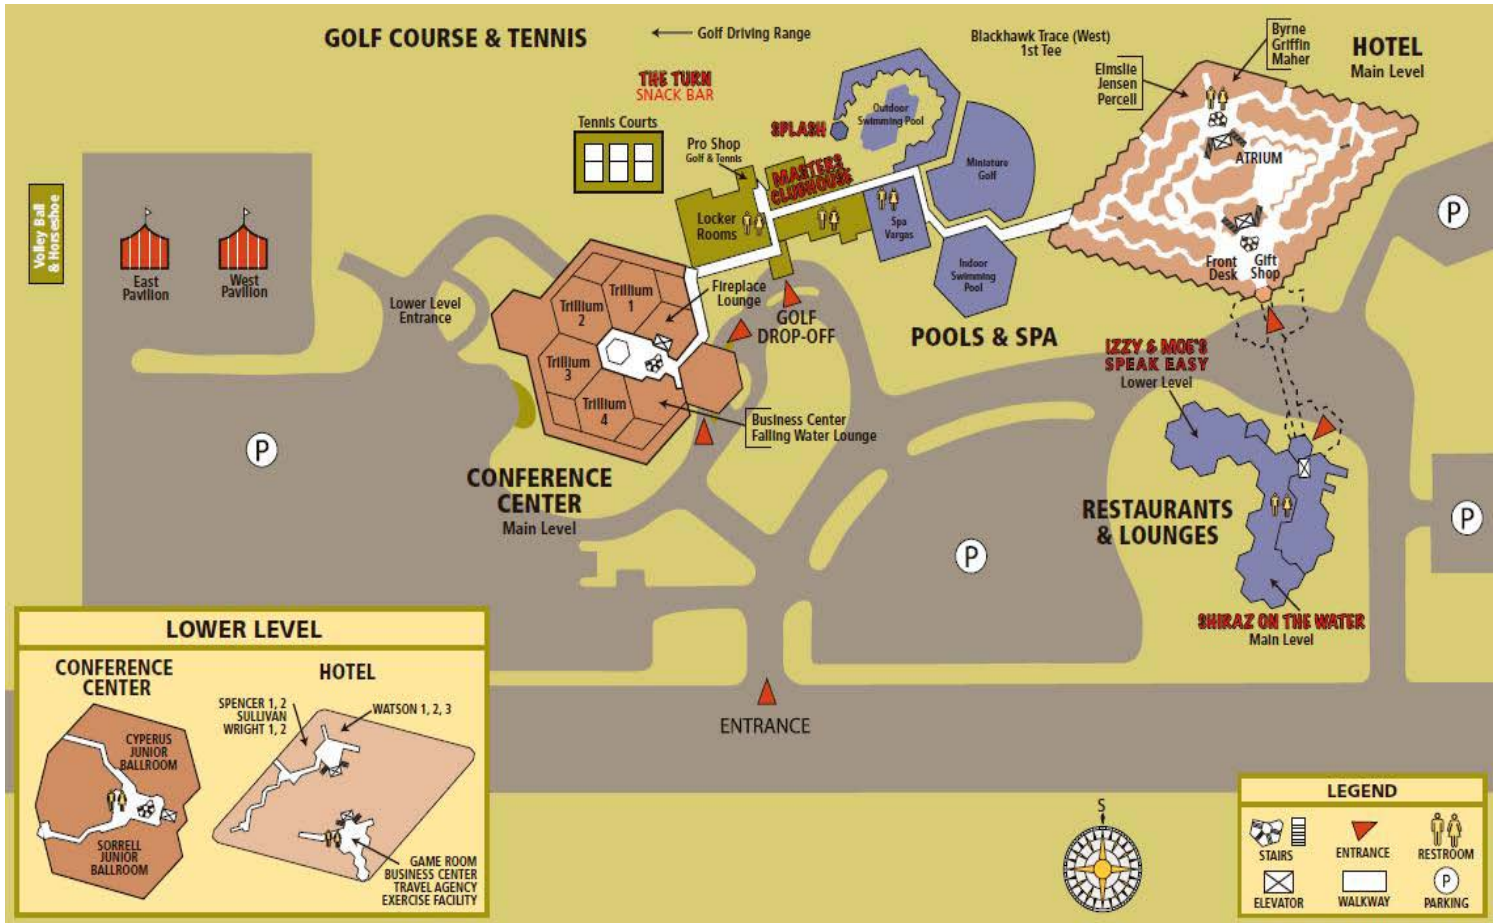 GOLF COURSE & TENNIS
Golf Driving Range
Blackhawk Trace (West)
1st Tee
Byrne
Griffin
Maher
HOTEL
Main Level
Elmslie
Jensen
Percell
THE TURN
SNACK BAR
Tennis Courts
SPLASH
Outdoor
Swimming Pool
Pro Shop
Golf & Tennis
MASTERS
CLUBHOUSE
Miniature
Golf
ATRIUM
Volley Ball
& Horseshoe
East
Pavilion
West
Pavilion
Locker
Rooms
Spa
Vargas
Indoor
Swimming
Pool
Front
Desk
Gift
Shop
P
Lower Level
Entrance
Trillium
1
Trillium
2
Trillium
3
Trillium
4
Fireplace
Lounge
GOLF
DROP-OFF
POOLS & SPA
IZZY & MOE'S
SPEAK EASY
Lower Level
Business Center
Falling Water Lounge
P
CONFERENCE
CENTER
Main Level
RESTAURANTS
& LOUNGES
P
P
SHIRAZ ON THE WATER
Main Level
ENTRANCE
LOWER LEVEL
CONFERENCE
CENTER
CYPERUS
JUNIOR
BALLROOM
SORRELL
JUNIOR
BALLROOM
HOTEL
SPENCER 1, 2
SULLIVAN
WRIGHT 1, 2
WATSON 1, 2, 3
GAME ROOM
BUSINESS CENTER
TRAVEL AGENCY
EXERCISE FACILITY
S
LEGEND
STAIRS
ENTRANCE
RESTROOM
ELEVATOR
WALKWAY
P
PARKING